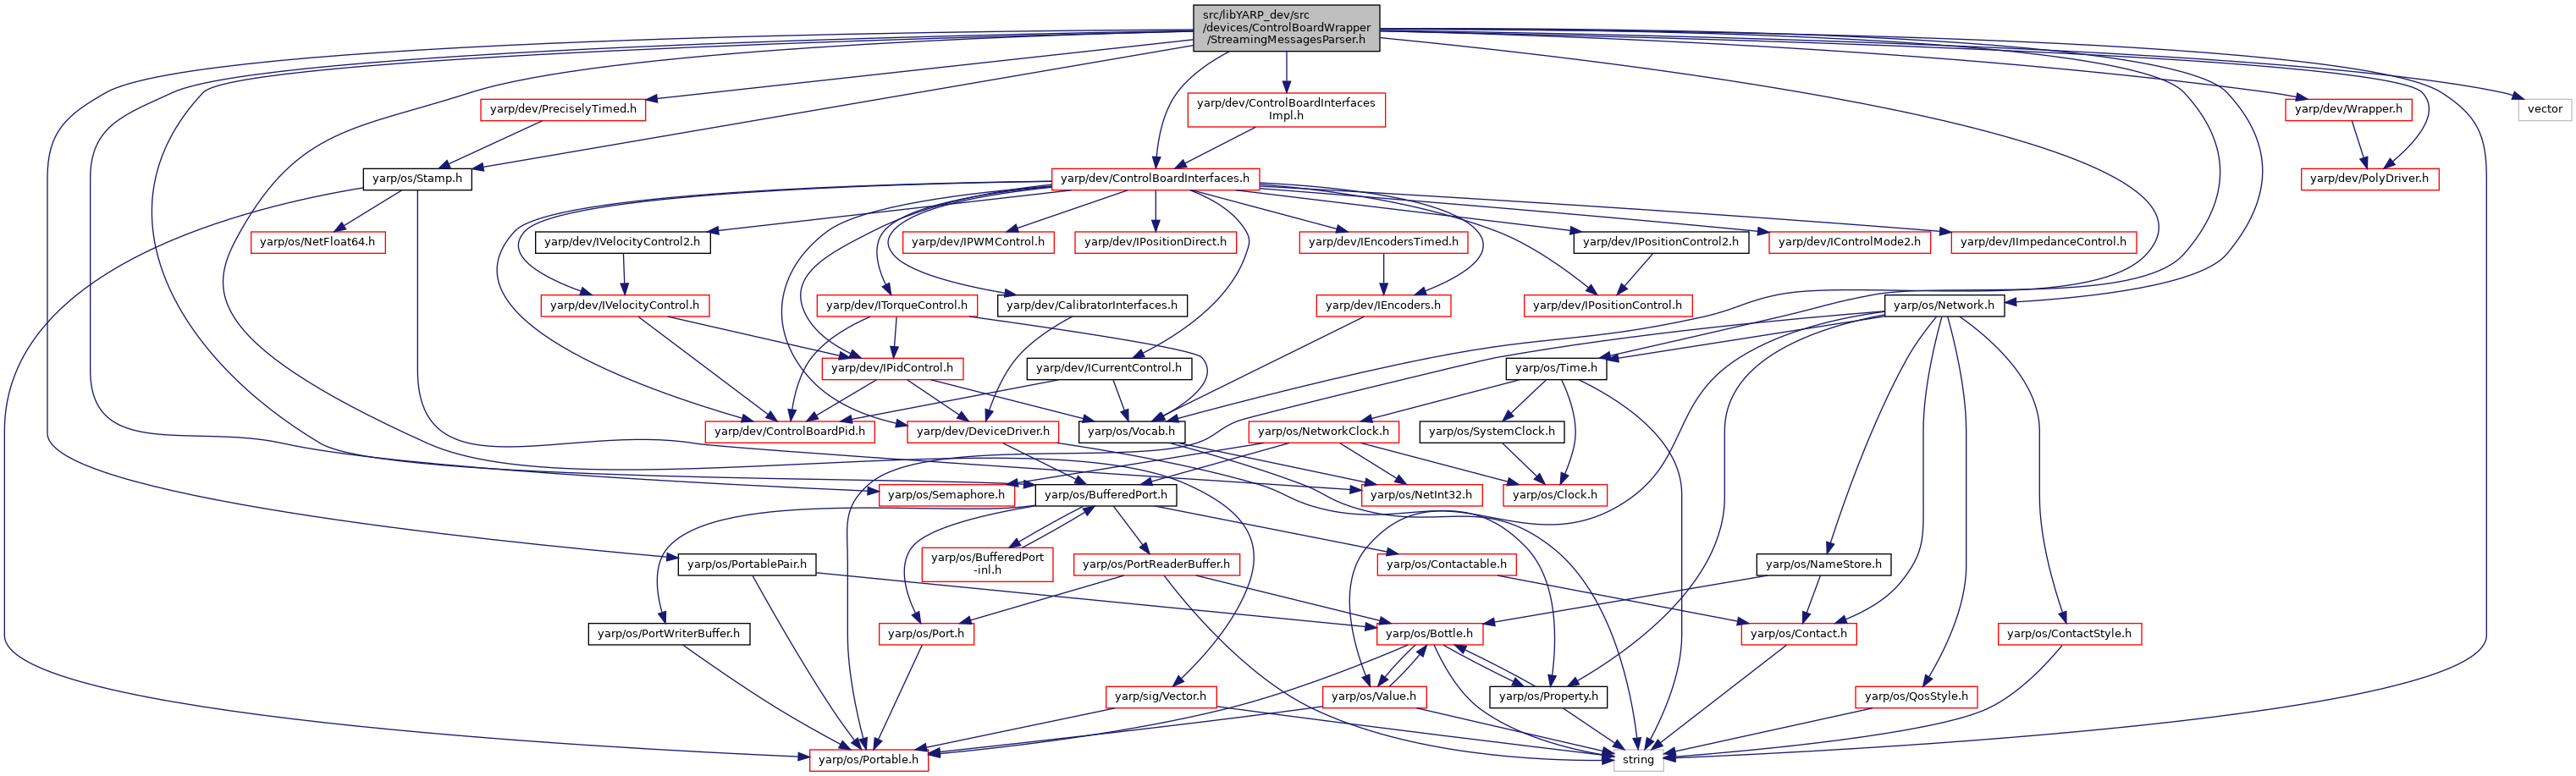 src/libYARP_dev/src
/devices/ControlBoardWrapper
/StreamingMessagesParser.h
yarp/dev/PreciselyTimed.h
yarp/dev/ControlBoardInterfaces
Impl.h
yarp/dev/Wrapper.h
vector
yarp/os/Stamp.h
yarp/dev/ControlBoardInterfaces.h
yarp/dev/PolyDriver.h
yarp/os/NetFloat64.h
yarp/dev/IVelocityControl2.h
yarp/dev/IPWMControl.h
yarp/dev/IPositionDirect.h
yarp/dev/IEncodersTimed.h
yarp/dev/IPositionControl2.h
yarp/dev/IControlMode2.h
yarp/dev/IImpedanceControl.h
yarp/dev/IVelocityControl.h
yarp/dev/ITorqueControl.h
yarp/dev/CalibratorInterfaces.h
yarp/dev/IEncoders.h
yarp/dev/IPositionControl.h
yarp/os/Network.h
yarp/dev/IPidControl.h
yarp/dev/ICurrentControl.h
yarp/os/Time.h
yarp/dev/ControlBoardPid.h
yarp/dev/DeviceDriver.h
yarp/os/Vocab.h
yarp/os/NetworkClock.h
yarp/os/SystemClock.h
yarp/os/Semaphore.h
yarp/os/BufferedPort.h
yarp/os/NetInt32.h
yarp/os/Clock.h
yarp/os/PortablePair.h
yarp/os/BufferedPort
-inl.h
yarp/os/PortReaderBuffer.h
yarp/os/Contactable.h
yarp/os/NameStore.h
yarp/os/PortWriterBuffer.h
yarp/os/Port.h
yarp/os/Bottle.h
yarp/os/Contact.h
yarp/os/ContactStyle.h
yarp/sig/Vector.h
yarp/os/Value.h
yarp/os/Property.h
yarp/os/QosStyle.h
yarp/os/Portable.h
string